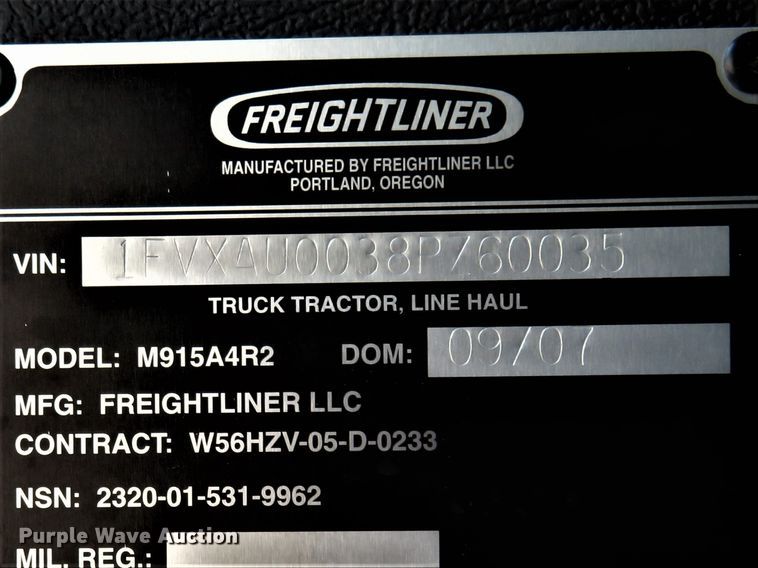 FREIGHTLINER
MANUFACTURED BY FREIGHTLINER LLC
PORTLAND, OREGON
VIN: 1FVXAU0038PZ60035
TRUCK TRACTOR, LINE HAUL
MODEL: M915A4R2 DOM: 09/07
MFG: FREIGHTLINER LLC
CONTRACT: W56HZV-05-D-0233
NSN: 2320-01-531-9962
Purple Wave Auction
MIL. REG.: